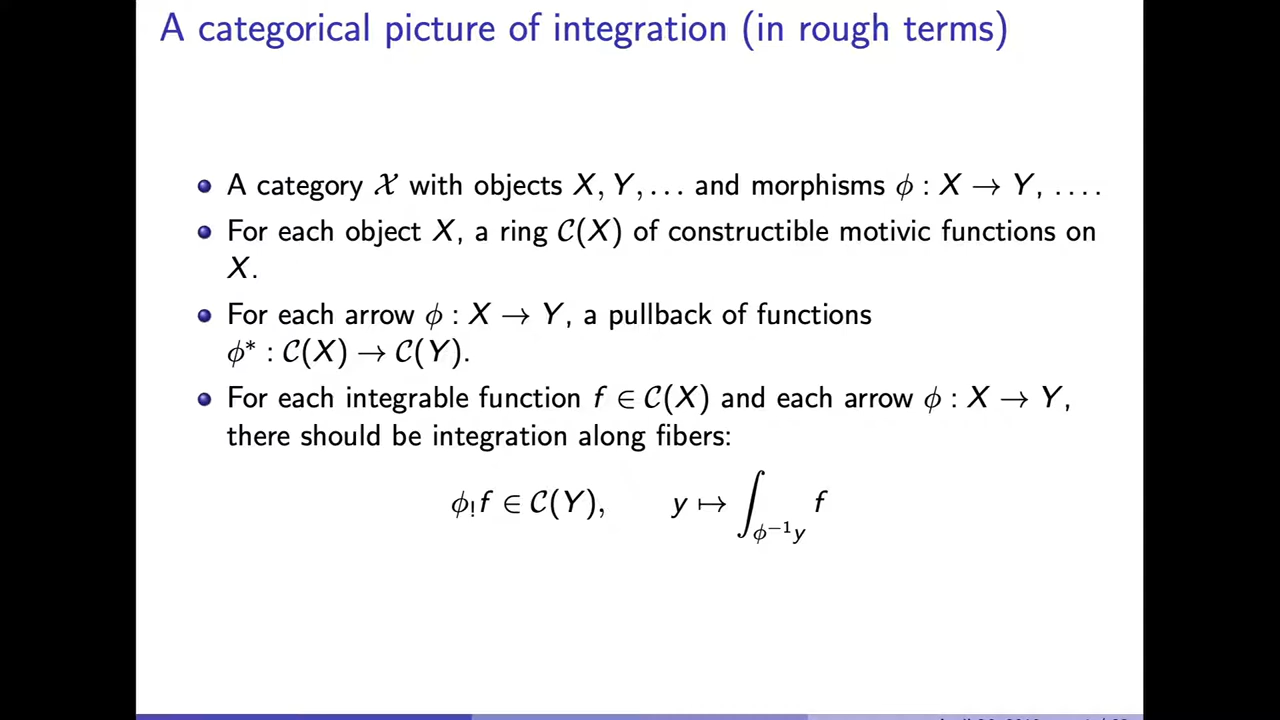 A categorical picture of integration (in rough terms)
A category 𝒳 with objects X, Y, … and morphisms ϕ : X → Y, ….
For each object X, a ring 𝒞(X) of constructible motivic functions on
X.
For each arrow ϕ : X → Y, a pullback of functions
ϕ* : 𝒞(X) → 𝒞(Y).
For each integrable function f ∈ 𝒞(X) and each arrow ϕ : X → Y,
there should be integration along fibers:
ϕ_! f ∈ 𝒞(Y), y ↦ ∫_{ϕ⁻¹y} f